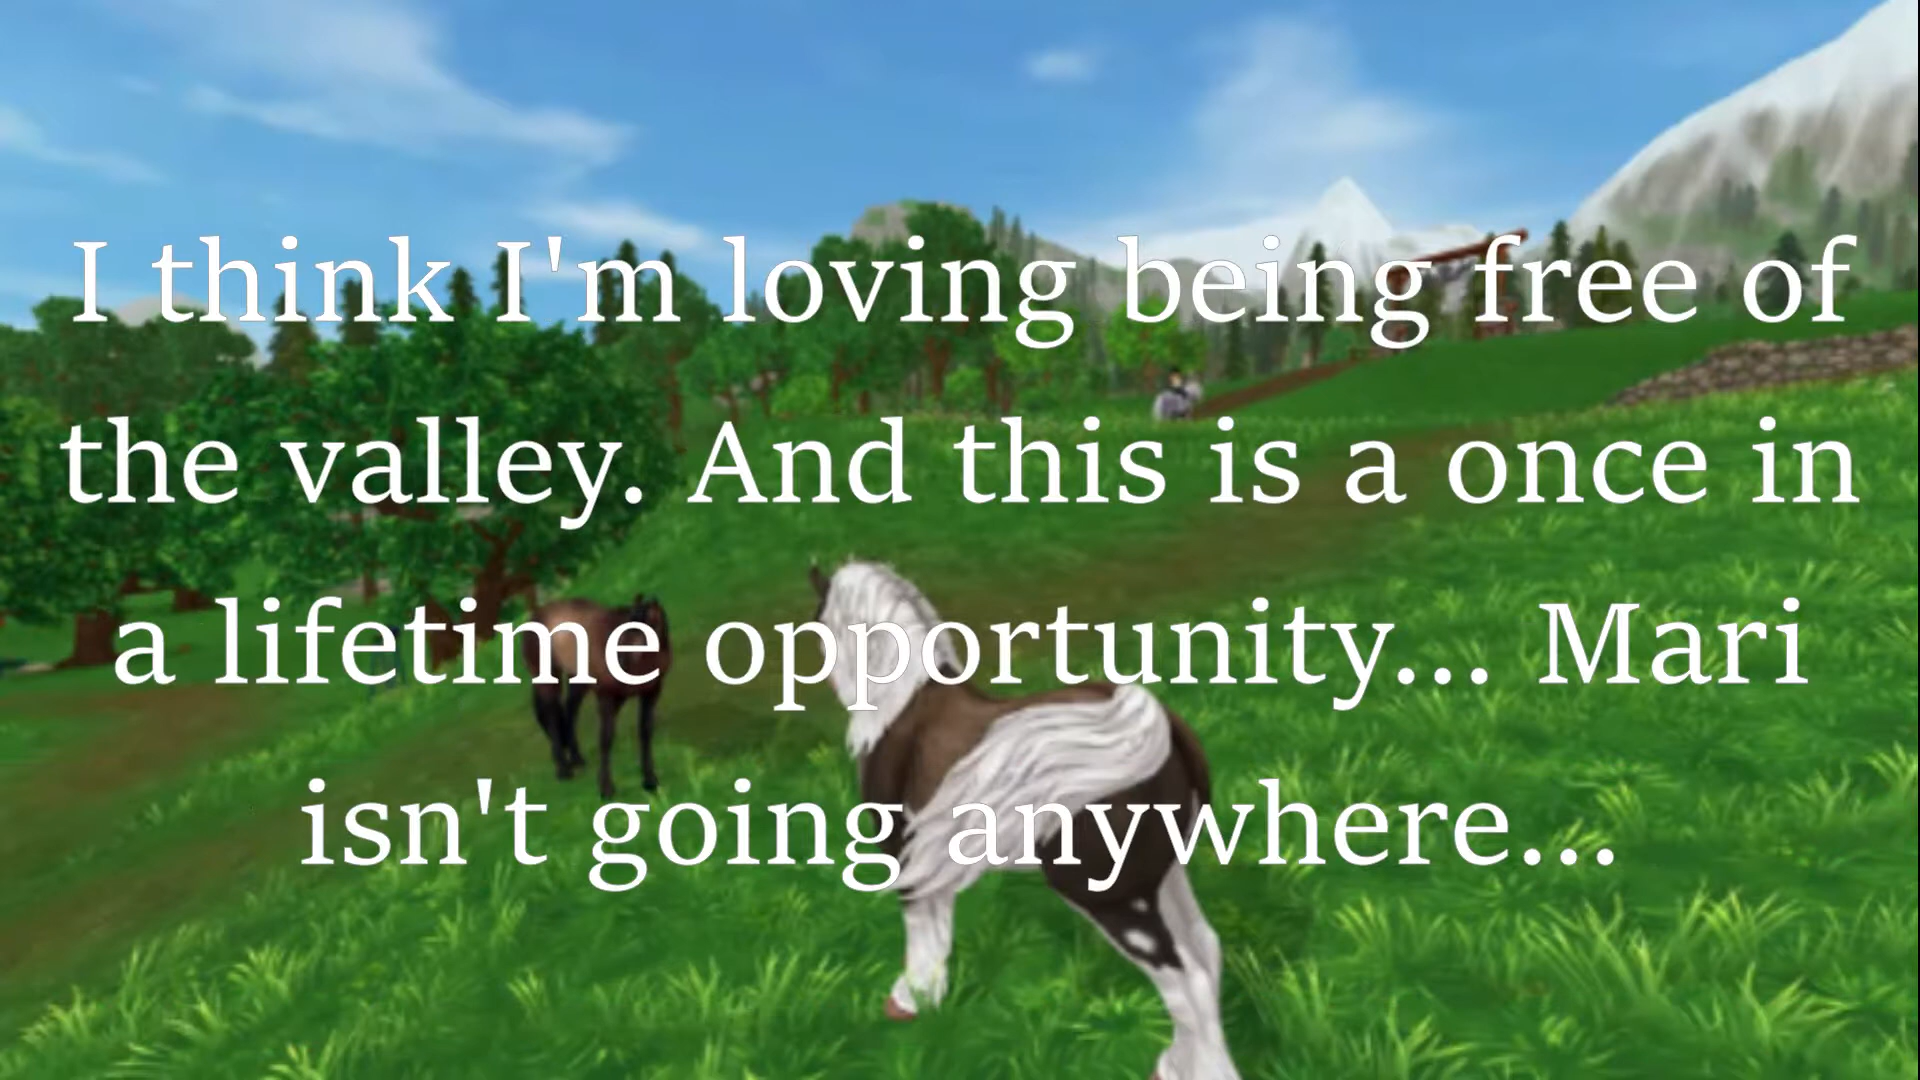 I think I'm loving being free of
the valley. And this is a once in
a lifetime opportunity... Mari
isn't going anywhere...